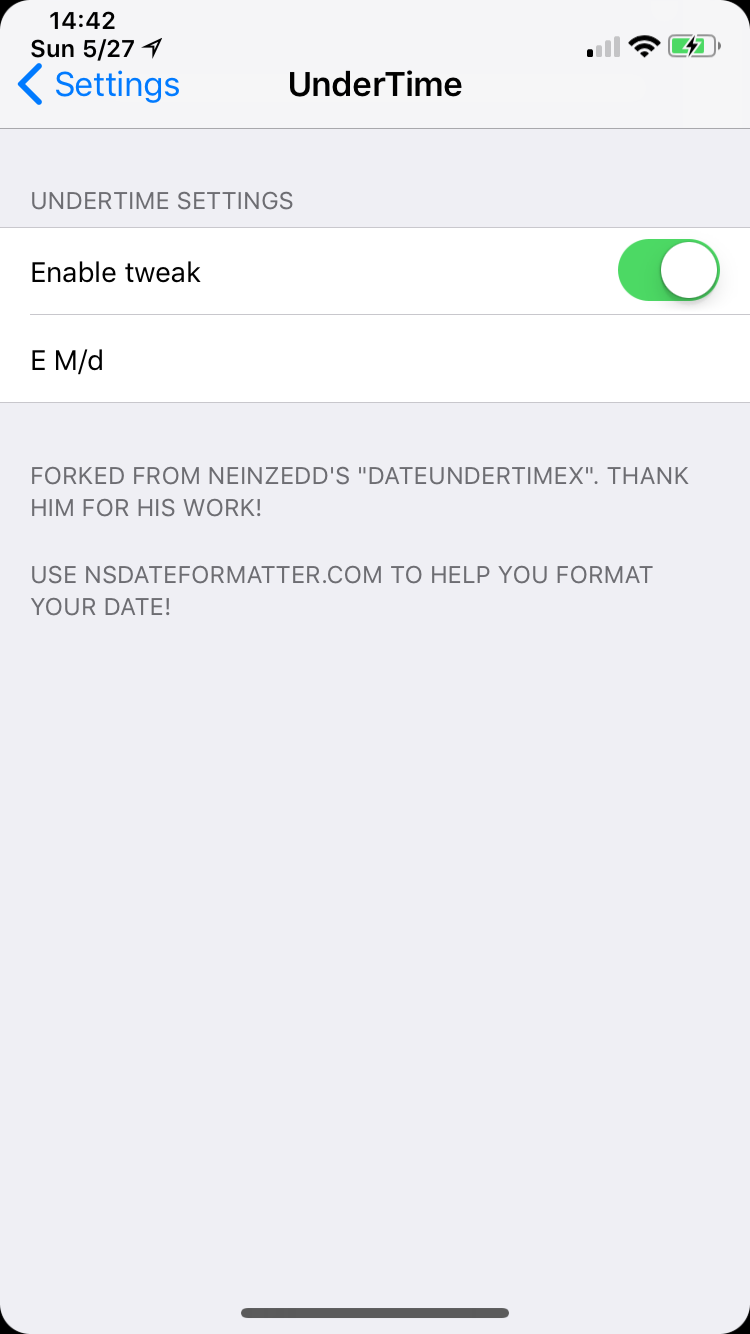 14:42
Sun 5/27
Settings
UnderTime
UNDERTIME SETTINGS
Enable tweak
E M/d
FORKED FROM NEINZEDD'S "DATEUNDERTIMEX". THANK
HIM FOR HIS WORK!
USE NSDATEFORMATTER.COM TO HELP YOU FORMAT
YOUR DATE!